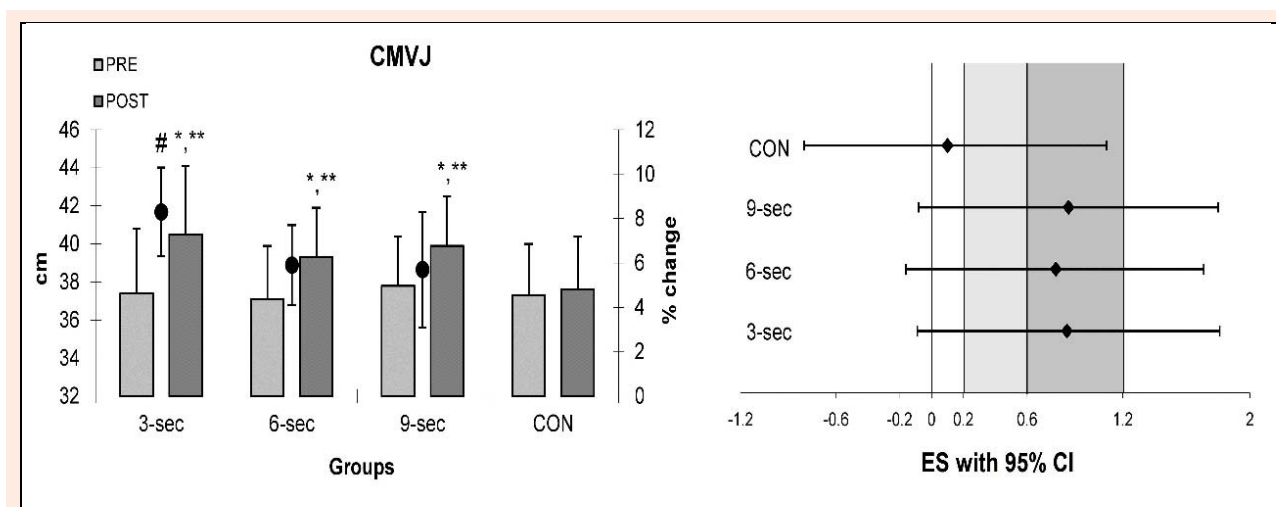 CMVJ
PRE
POST
46
44
42
40
38
36
34
32
cm
# *,**
*,**
*,**
12
10
8
6
4
2
0
% change
3-sec 6-sec 9-sec CON
Groups
CON
9-sec
6-sec
3-sec
-1.2 -0.6 -0.2 0 0.2 0.6 1.2 2
ES with 95% CI